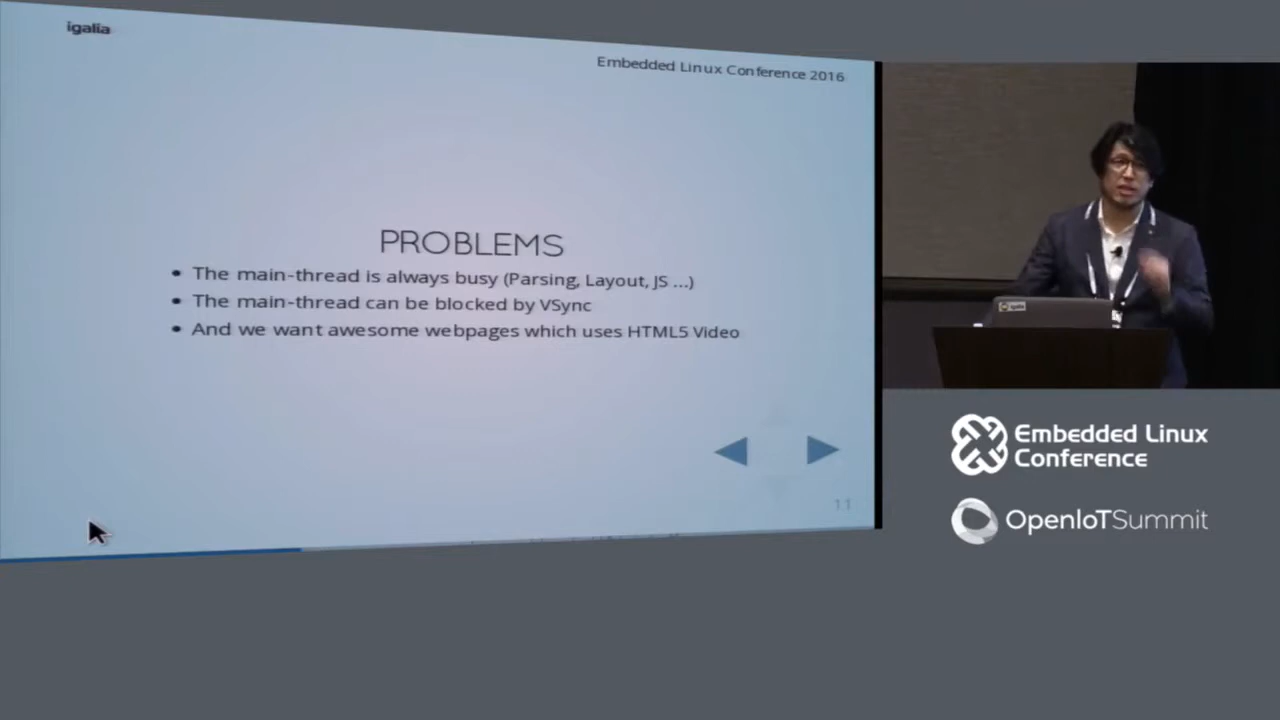 igalia
Embedded Linux Conference 2016
PROBLEMS
• The main-thread is always busy (Parsing, Layout, JS ...)
• The main-thread can be blocked by VSync
• And we want awesome webpages which uses HTML5 Video
11
Embedded Linux
Conference
OpenIoTSummit